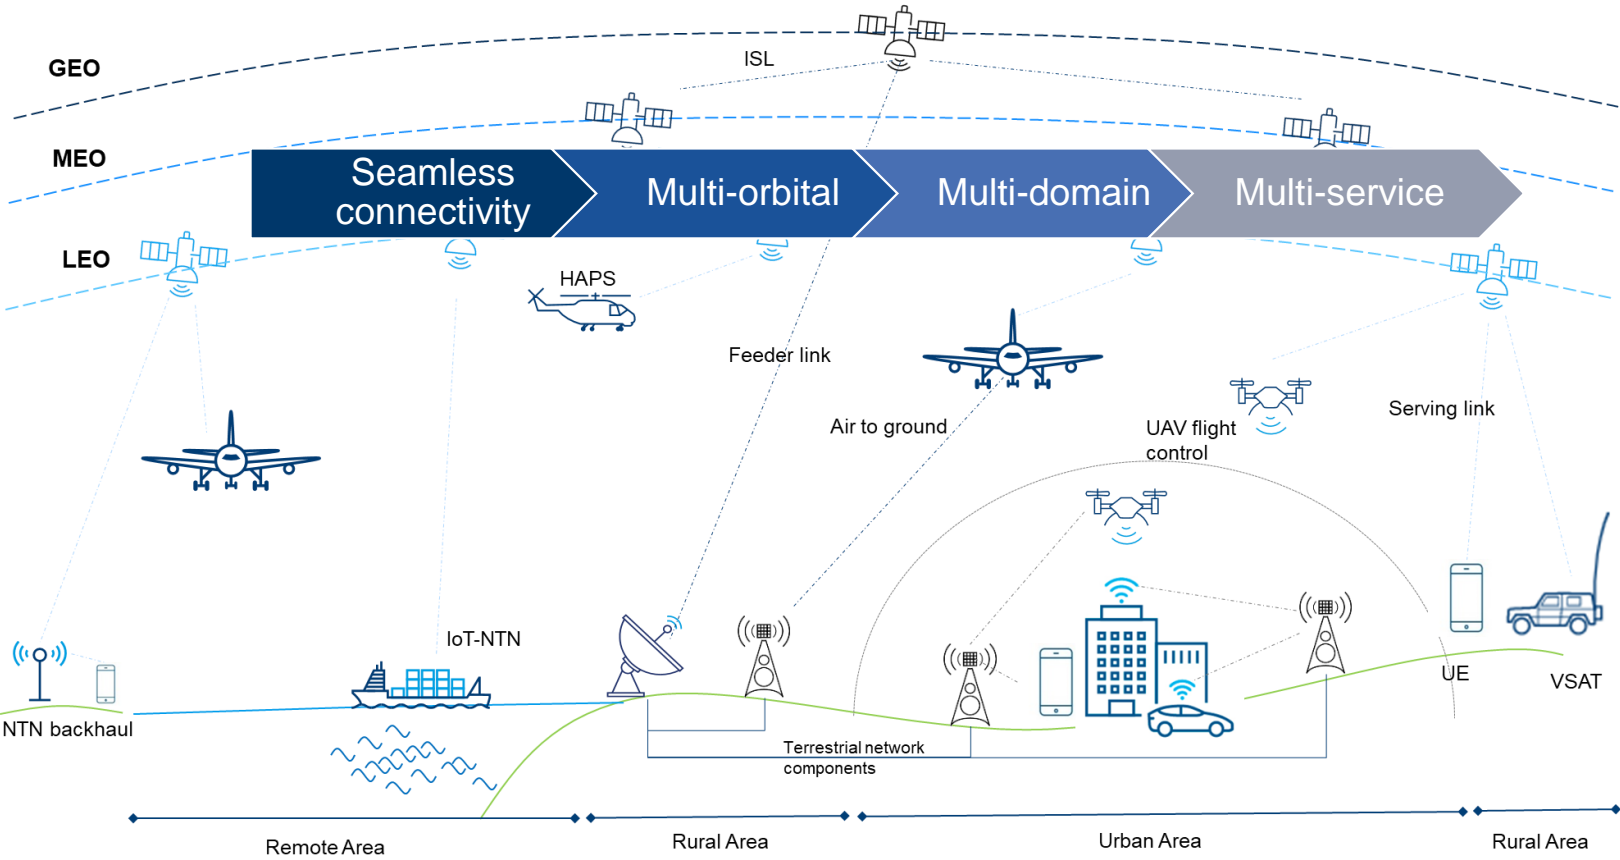 GEO
ISL
MEO
Seamless
connectivity
Multi-orbital
Multi-domain
Multi-service
LEO
HAPS
Feeder link
Air to ground
UAV flight
control
Serving link
IoT-NTN
UE
VSAT
NTN backhaul
Terrestrial network
components
Remote Area
Rural Area
Urban Area
Rural Area